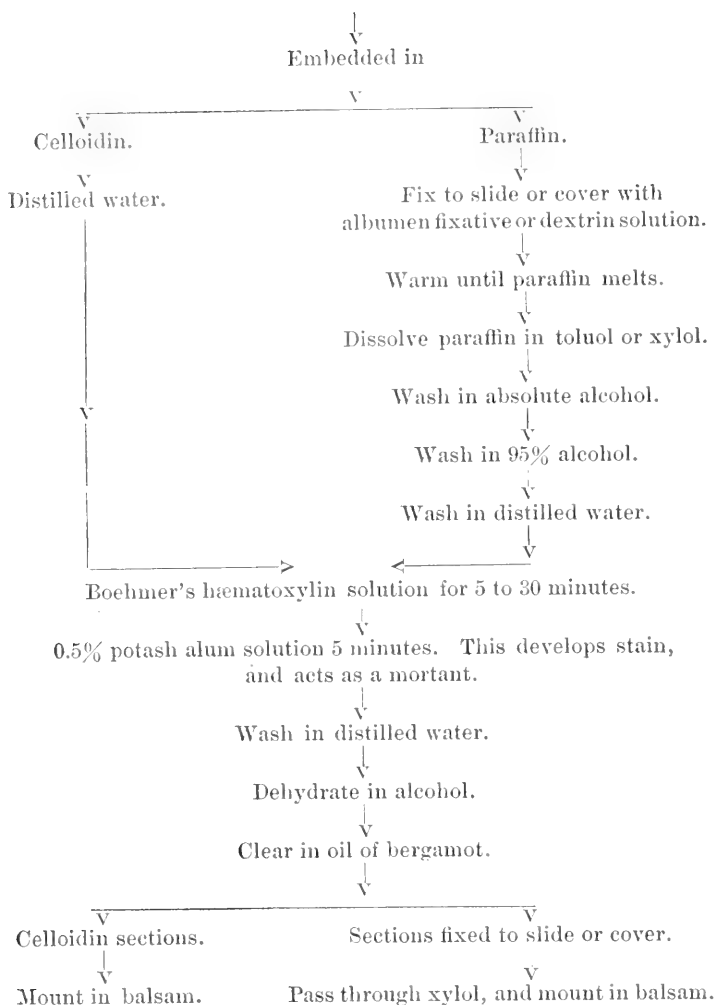 Embedded in
Celloidin.
Paraffin.
Distilled water.
Fix to slide or cover with
albumen fixative or dextrin solution.
Warm until paraffin melts.
Dissolve paraffin in toluol or xylol.
Wash in absolute alcohol.
Wash in 95% alcohol.
Wash in distilled water.
Boehmer's hæmatoxylin solution for 5 to 30 minutes.
0.5% potash alum solution 5 minutes. This develops stain,
and acts as a mortant.
Wash in distilled water.
Dehydrate in alcohol.
Clear in oil of bergamot.
Celloidin sections.
Sections fixed to slide or cover.
Mount in balsam.
Pass through xylol, and mount in balsam.